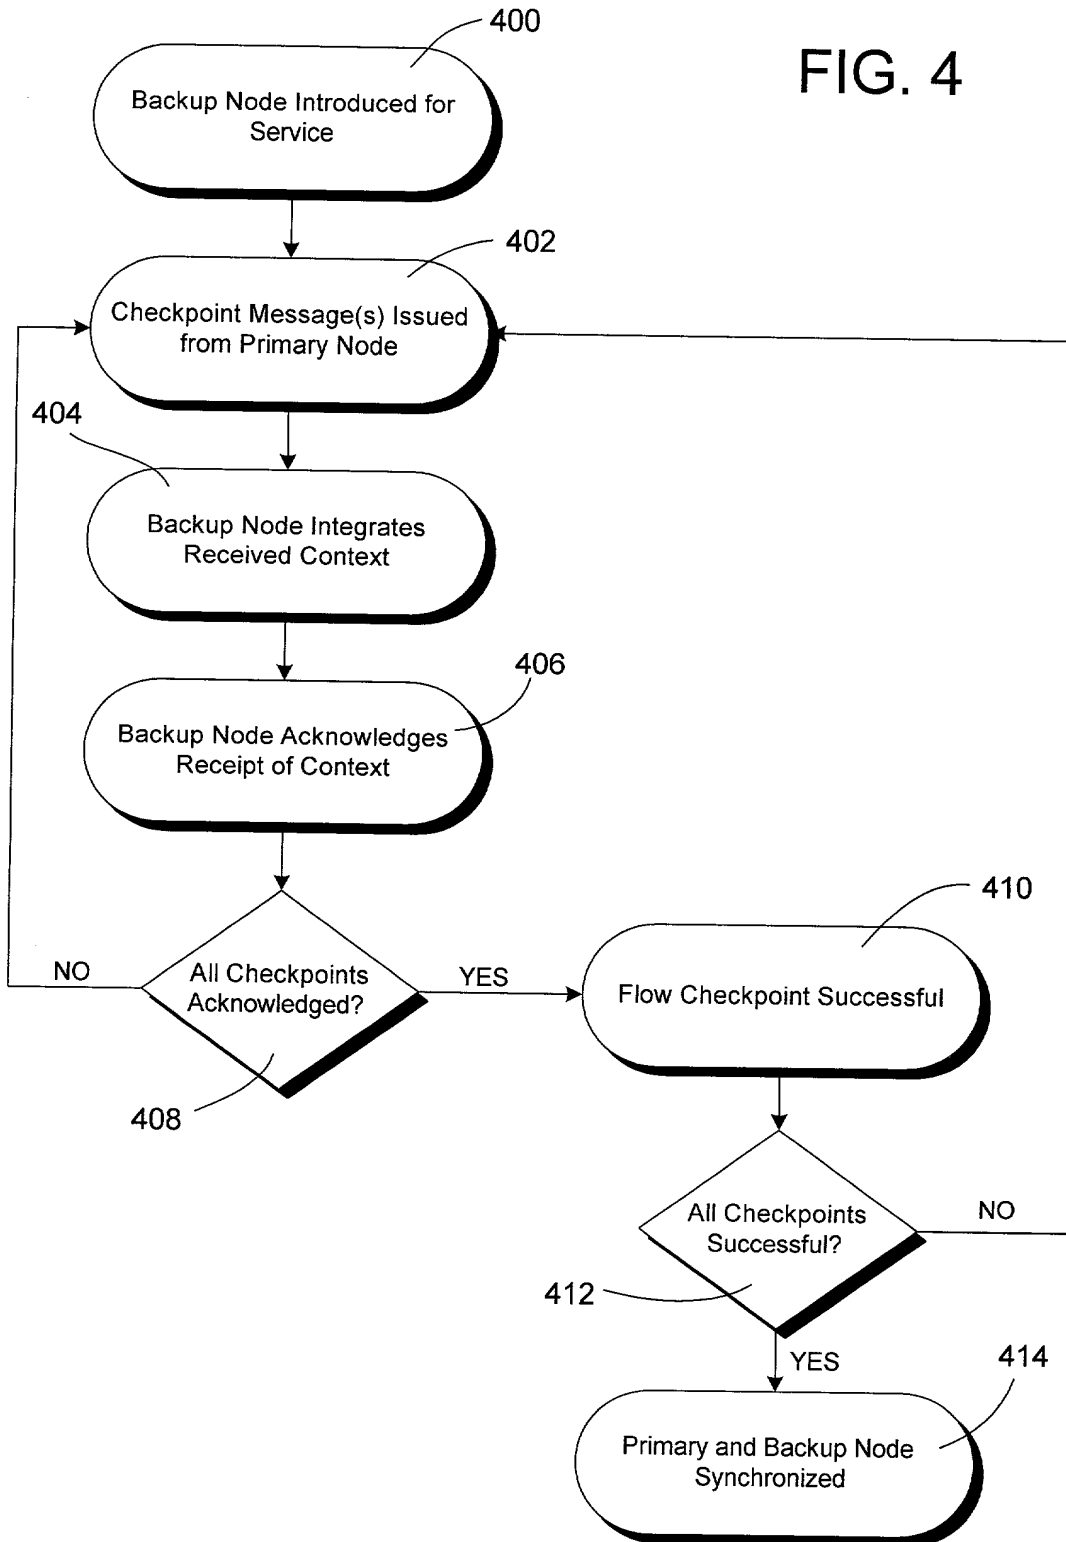 400
FIG. 4
Backup Node Introduced for
Service
402
Checkpoint Message(s) Issued
from Primary Node
404
Backup Node Integrates
Received Context
406
Backup Node Acknowledges
Receipt of Context
410
NO
All Checkpoints
Acknowledged?
YES
Flow Checkpoint Successful
408
All Checkpoints
Successful?
NO
412
YES
414
Primary and Backup Node
Synchronized